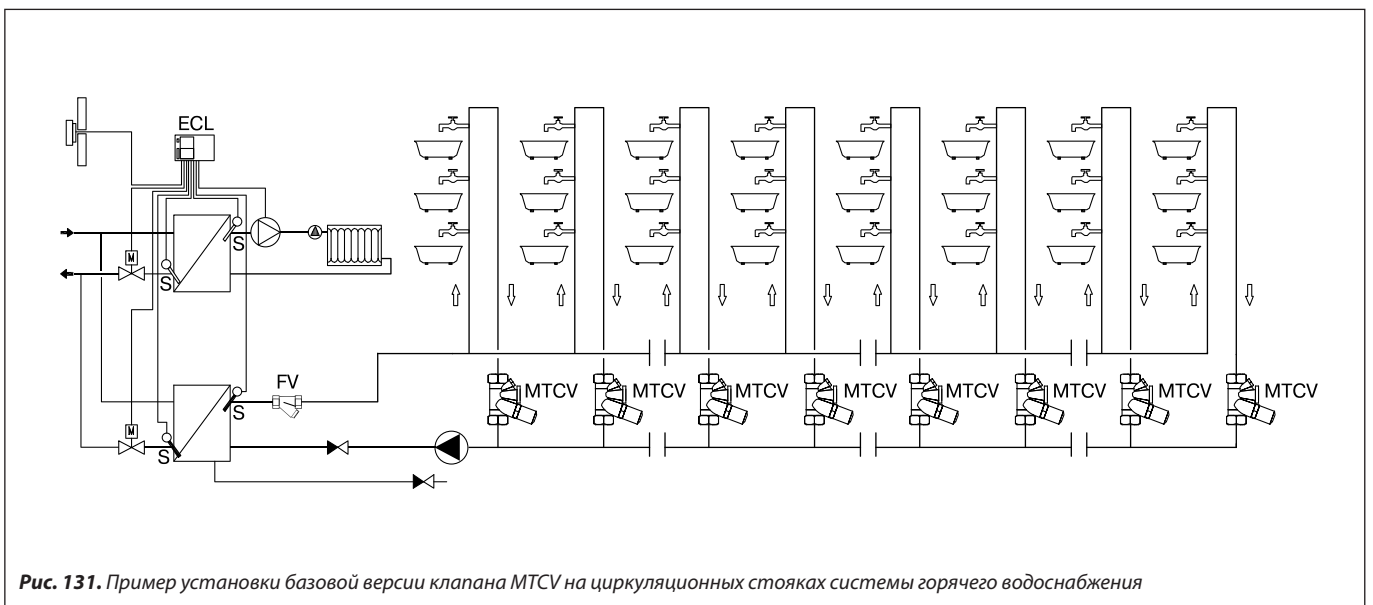 ECL
M
S
S
FV
M
S
S
MTCV MTCV MTCV MTCV MTCV MTCV MTCV MTCV
Рис. 131. Пример установки базовой версии клапана MTCV на циркуляционных стояках системы горячего водоснабжения